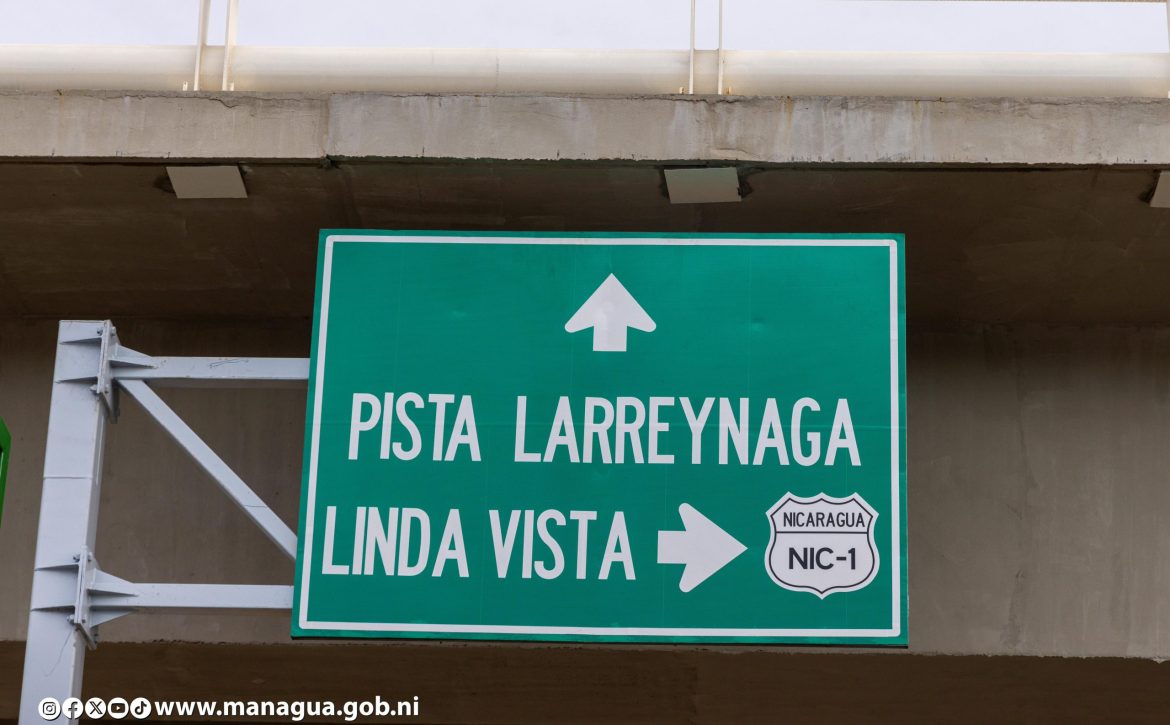 PISTA LARREYNAGA
LINDA VISTA
NICARAGUA
NIC-1
www.managua.gob.ni